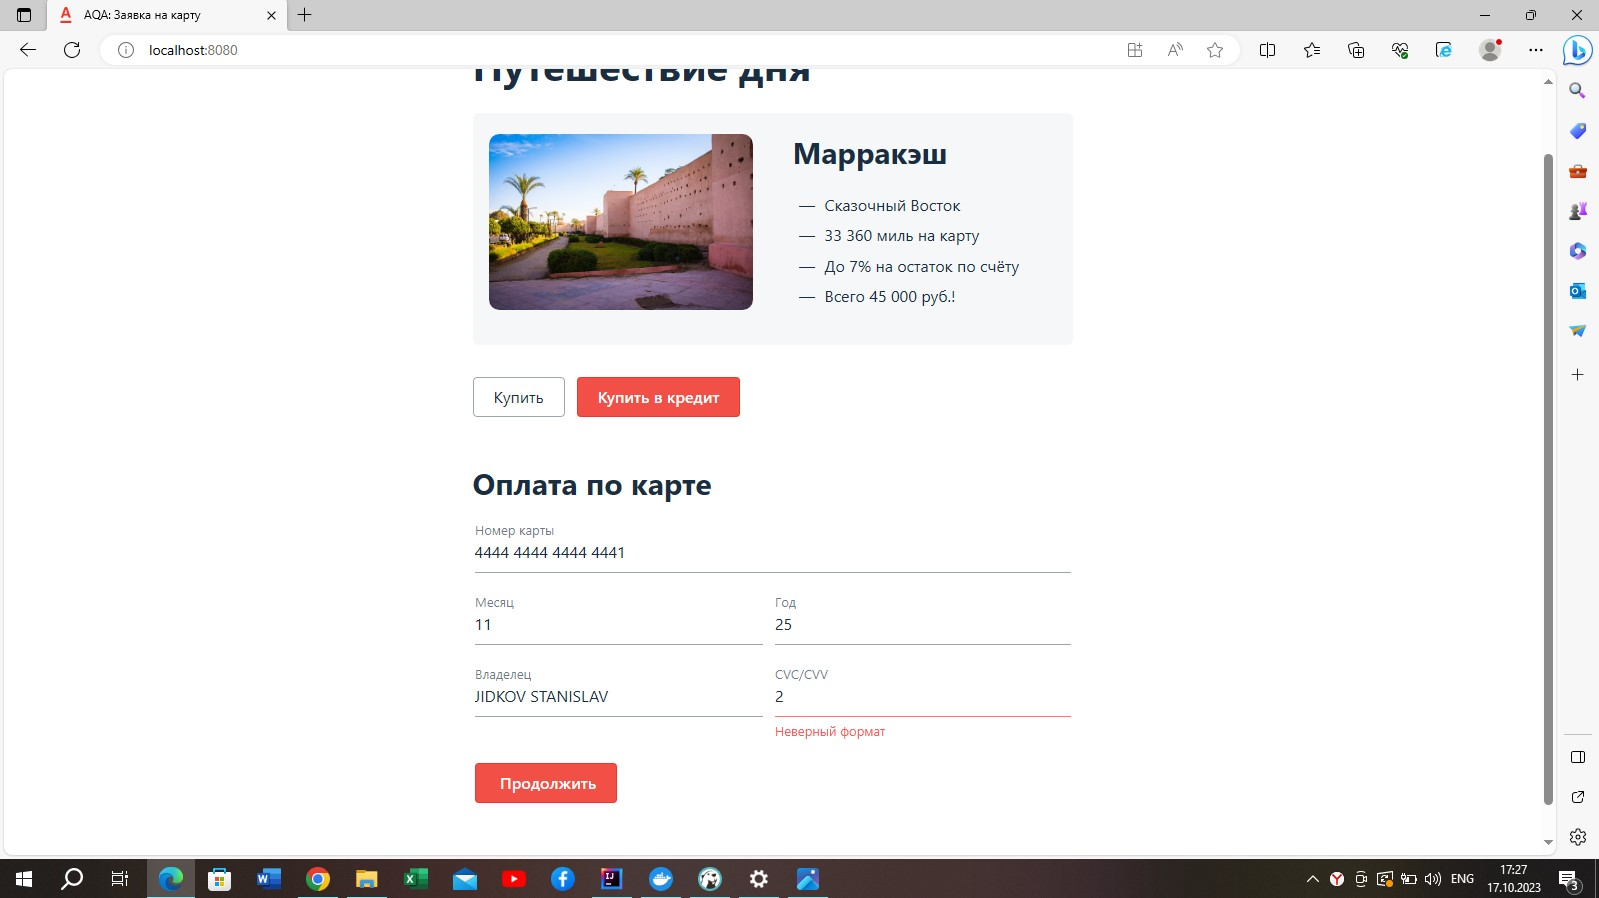 AQA: Заявка на карту
localhost:8080
Путешествие дня
Марракэш
— Сказочный Восток
— 33 360 миль на карту
— До 7% на остаток по счёту
— Всего 45 000 руб.!
Купить
Купить в кредит
Оплата по карте
Номер карты
4444 4444 4444 4441
Месяц
Год
11
25
Владелец
CVC/CVV
JIDKOV STANISLAV
2
Неверный формат
Продолжить
ENG
17:27
17.10.2023
3